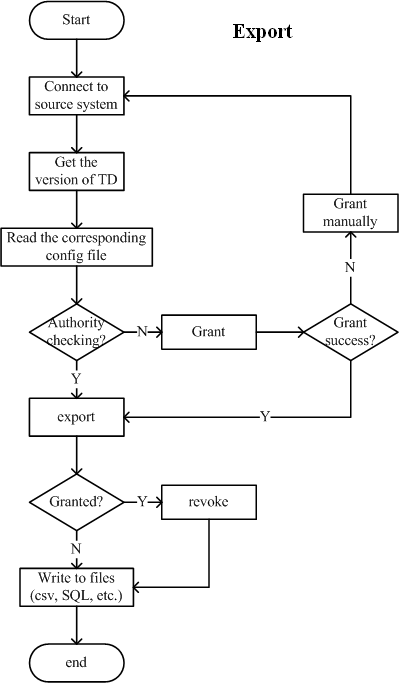 Start
Export
Connect to
source system
Get the
version of TD
Read the corresponding
config file
Grant
manually
N
Authority
checking?
N
Grant
Grant
success?
Y
export
Y
Granted?
Y
revoke
N
Write to files
(csv, SQL, etc.)
end